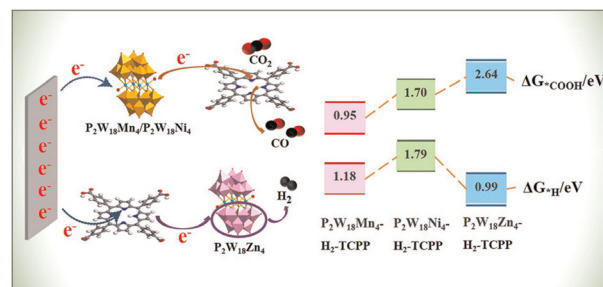 e⁻
e⁻
e⁻
e⁻
e⁻
e⁻
e⁻
P₂W₁₈Mn₄/P₂W₁₈Ni₄
e⁻
CO₂
CO
e⁻
e⁻
P₂W₁₈Zn₄
H₂
0.95
1.70
2.64
ΔG*COOH/eV
1.18
1.79
0.99
ΔG*H/eV
P₂W₁₈Mn₄-
H₂-TCPP
P₂W₁₈Ni₄-
H₂-TCPP
P₂W₁₈Zn₄-
H₂-TCPP